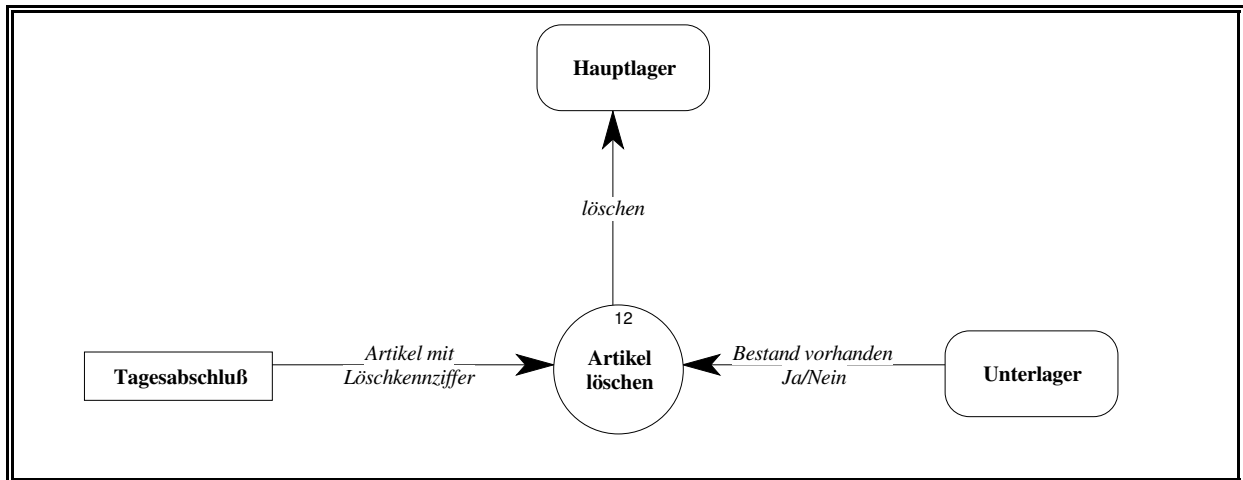 Hauptlager
löschen
12
Artikel
löschen
Tagesabschluß
Artikel mit
Löschkennziffer
Bestand vorhanden
Ja/Nein
Unterlager